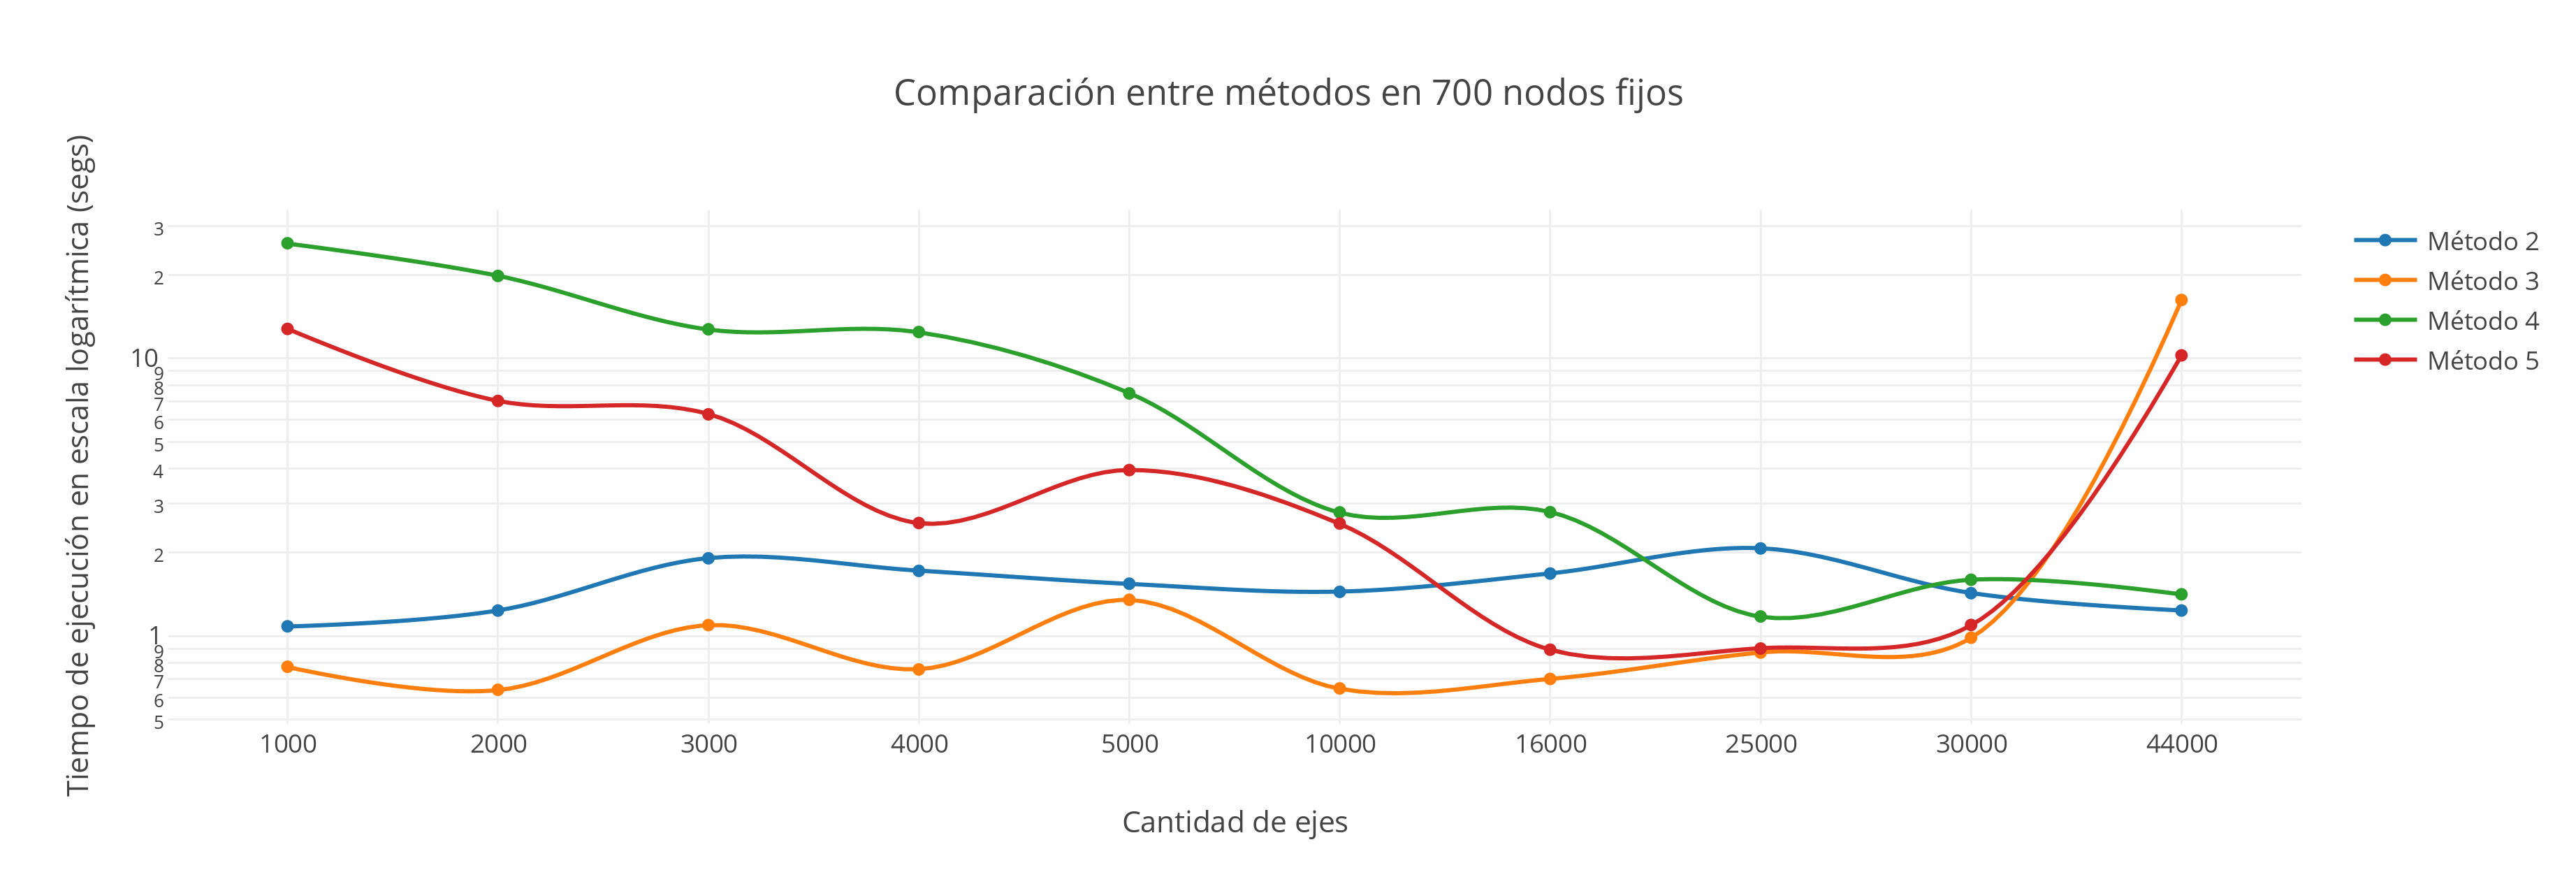 Comparación entre métodos en 700 nodos fijos
Tiempo de ejecución en escala logarítmica (segs)
3
2
10
9
8
7
6
5
4
3
2
1
9
8
7
6
5
1000 2000 3000 4000 5000 10000 16000 25000 30000 44000
Cantidad de ejes
Método 2
Método 3
Método 4
Método 5